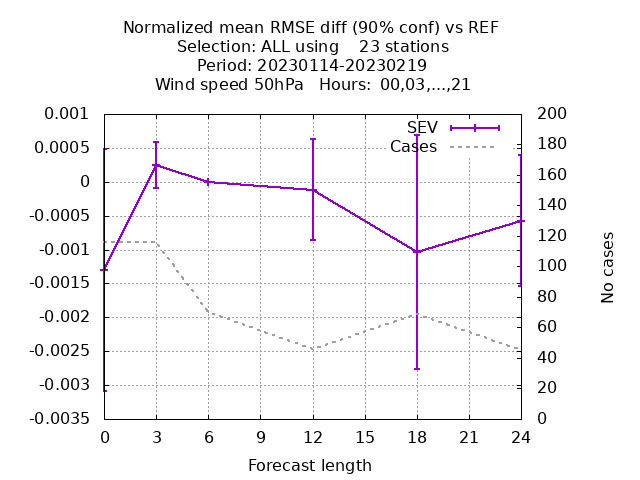 Normalized mean RMSE diff (90% conf) vs REF
Selection: ALL using    23 stations
Period: 20230114-20230219
Wind speed 50hPa   Hours: 00,03,...,21
0.001
0.0005
0
-0.0005
-0.001
-0.0015
-0.002
-0.0025
-0.003
-0.0035
SEV
Cases
200
180
160
140
120
100
80
60
40
20
0
No cases
0 3 6 9 12 15 18 21 24
Forecast length